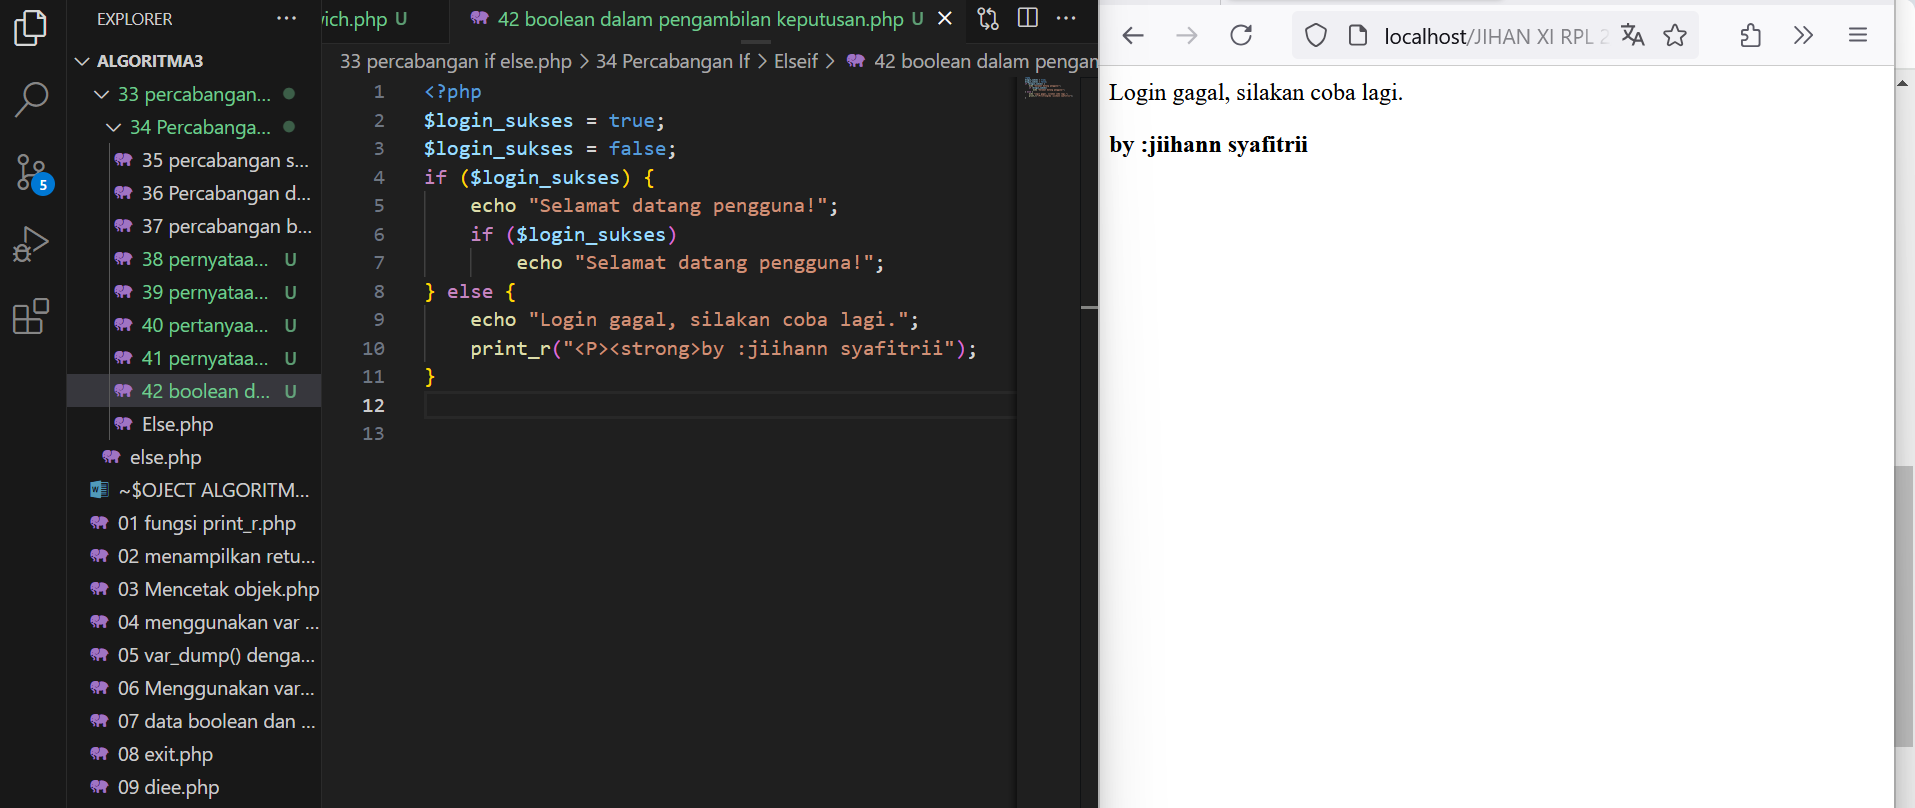 EXPLORER
ALGORITMA3
33 percabangan...
34 Percabanga...
35 percabangan s...
36 Percabangan d...
37 percabangan b...
38 pernyataa... U
39 pernyataa... U
40 pertanyaa... U
41 pernyataa... U
42 boolean d... U
Else.php
else.php
~$OJECT ALGORITM...
01 fungsi print_r.php
02 menampilkan retu...
03 Mencetak objek.php
04 menggunakan var ...
05 var_dump() denga...
06 Menggunakan var...
07 data boolean dan ...
08 exit.php
09 diee.php
5
vich.php U
42 boolean dalam pengambilan keputusan.php U
33 percabangan if else.php > 34 Percabangan If > Elseif > 42 boolean dalam pengan
1 <?php
2 $login_sukses = true;
3 $login_sukses = false;
4 if ($login_sukses) {
5 echo "Selamat datang pengguna!";
6 if ($login_sukses)
7 echo "Selamat datang pengguna!";
8 } else {
9 echo "Login gagal, silakan coba lagi.";
10 print_r("<P><strong>by :jiihann syafitrii");
11 }
12
13
localhost/JIHAN XI RPL 2
Login gagal, silakan coba lagi.
by :jiihann syafitrii